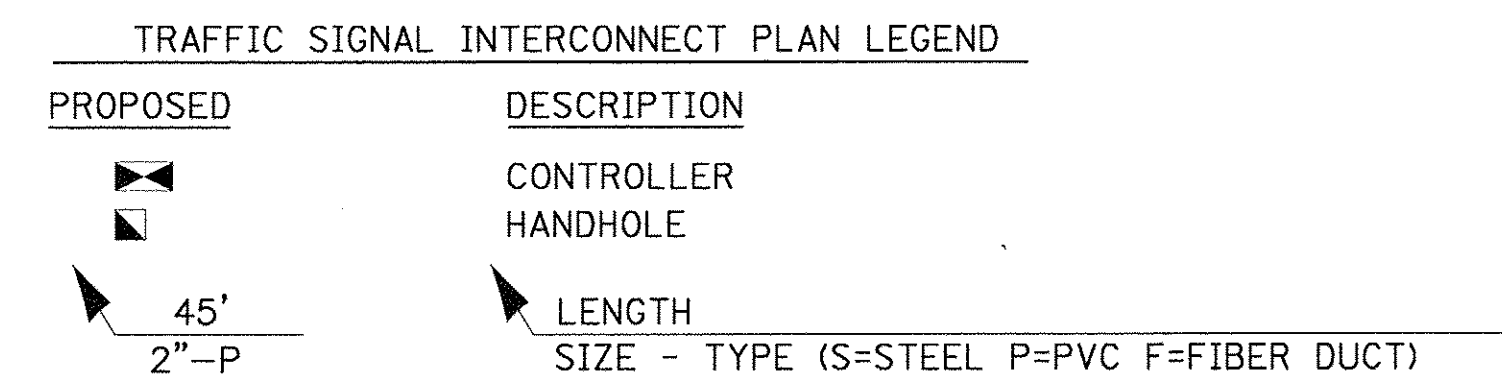 TRAFFIC SIGNAL INTERCONNECT PLAN LEGEND
PROPOSED DESCRIPTION
CONTROLLER
HANDHOLE
45' LENGTH
2"-P SIZE - TYPE (S=STEEL P=PVC F=FIBER DUCT)